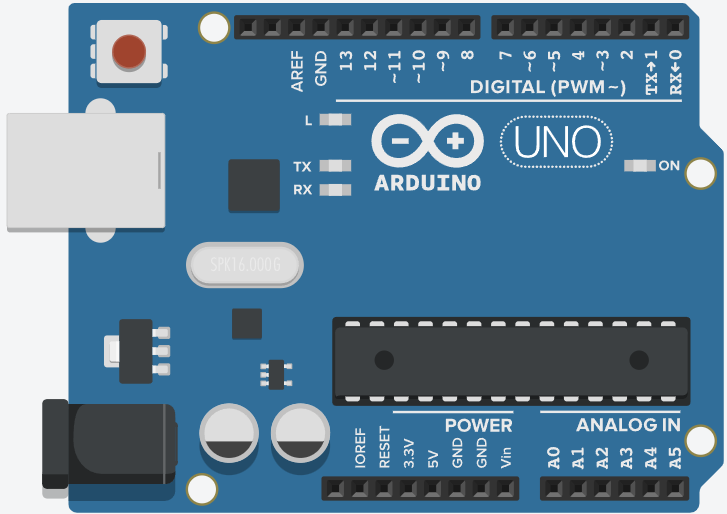 AREF
GND
13
12
~11
~10
~9
8
7
~6
~5
4
~3
2
TX→1
RX←0
DIGITAL (PWM~)
L
TX
RX
UNO
ON
ARDUINO
SPK16.000G
POWER
ANALOG IN
IOREF
RESET
3.3V
5V
GND
GND
Vin
A0
A1
A2
A3
A4
A5